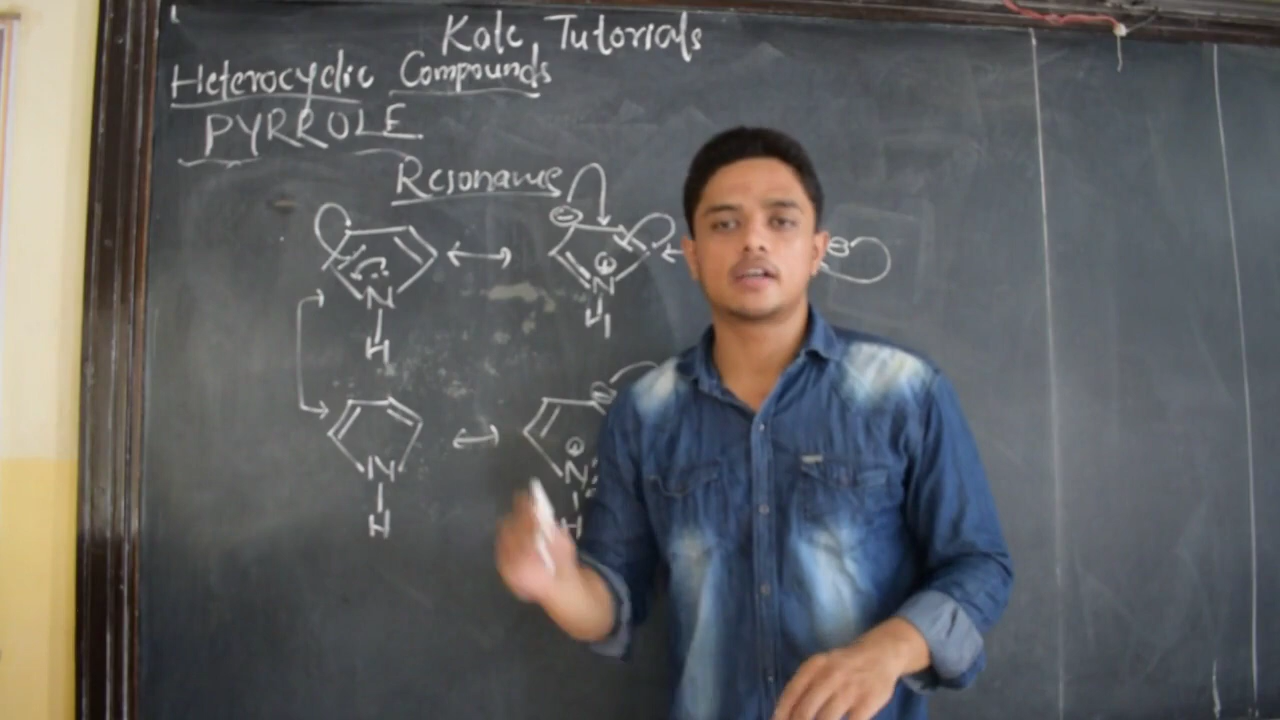 Kole Tutorials
Heterocyclic Compounds
PYRROLE
Resonance
N
H
N
H
N
H
N
H